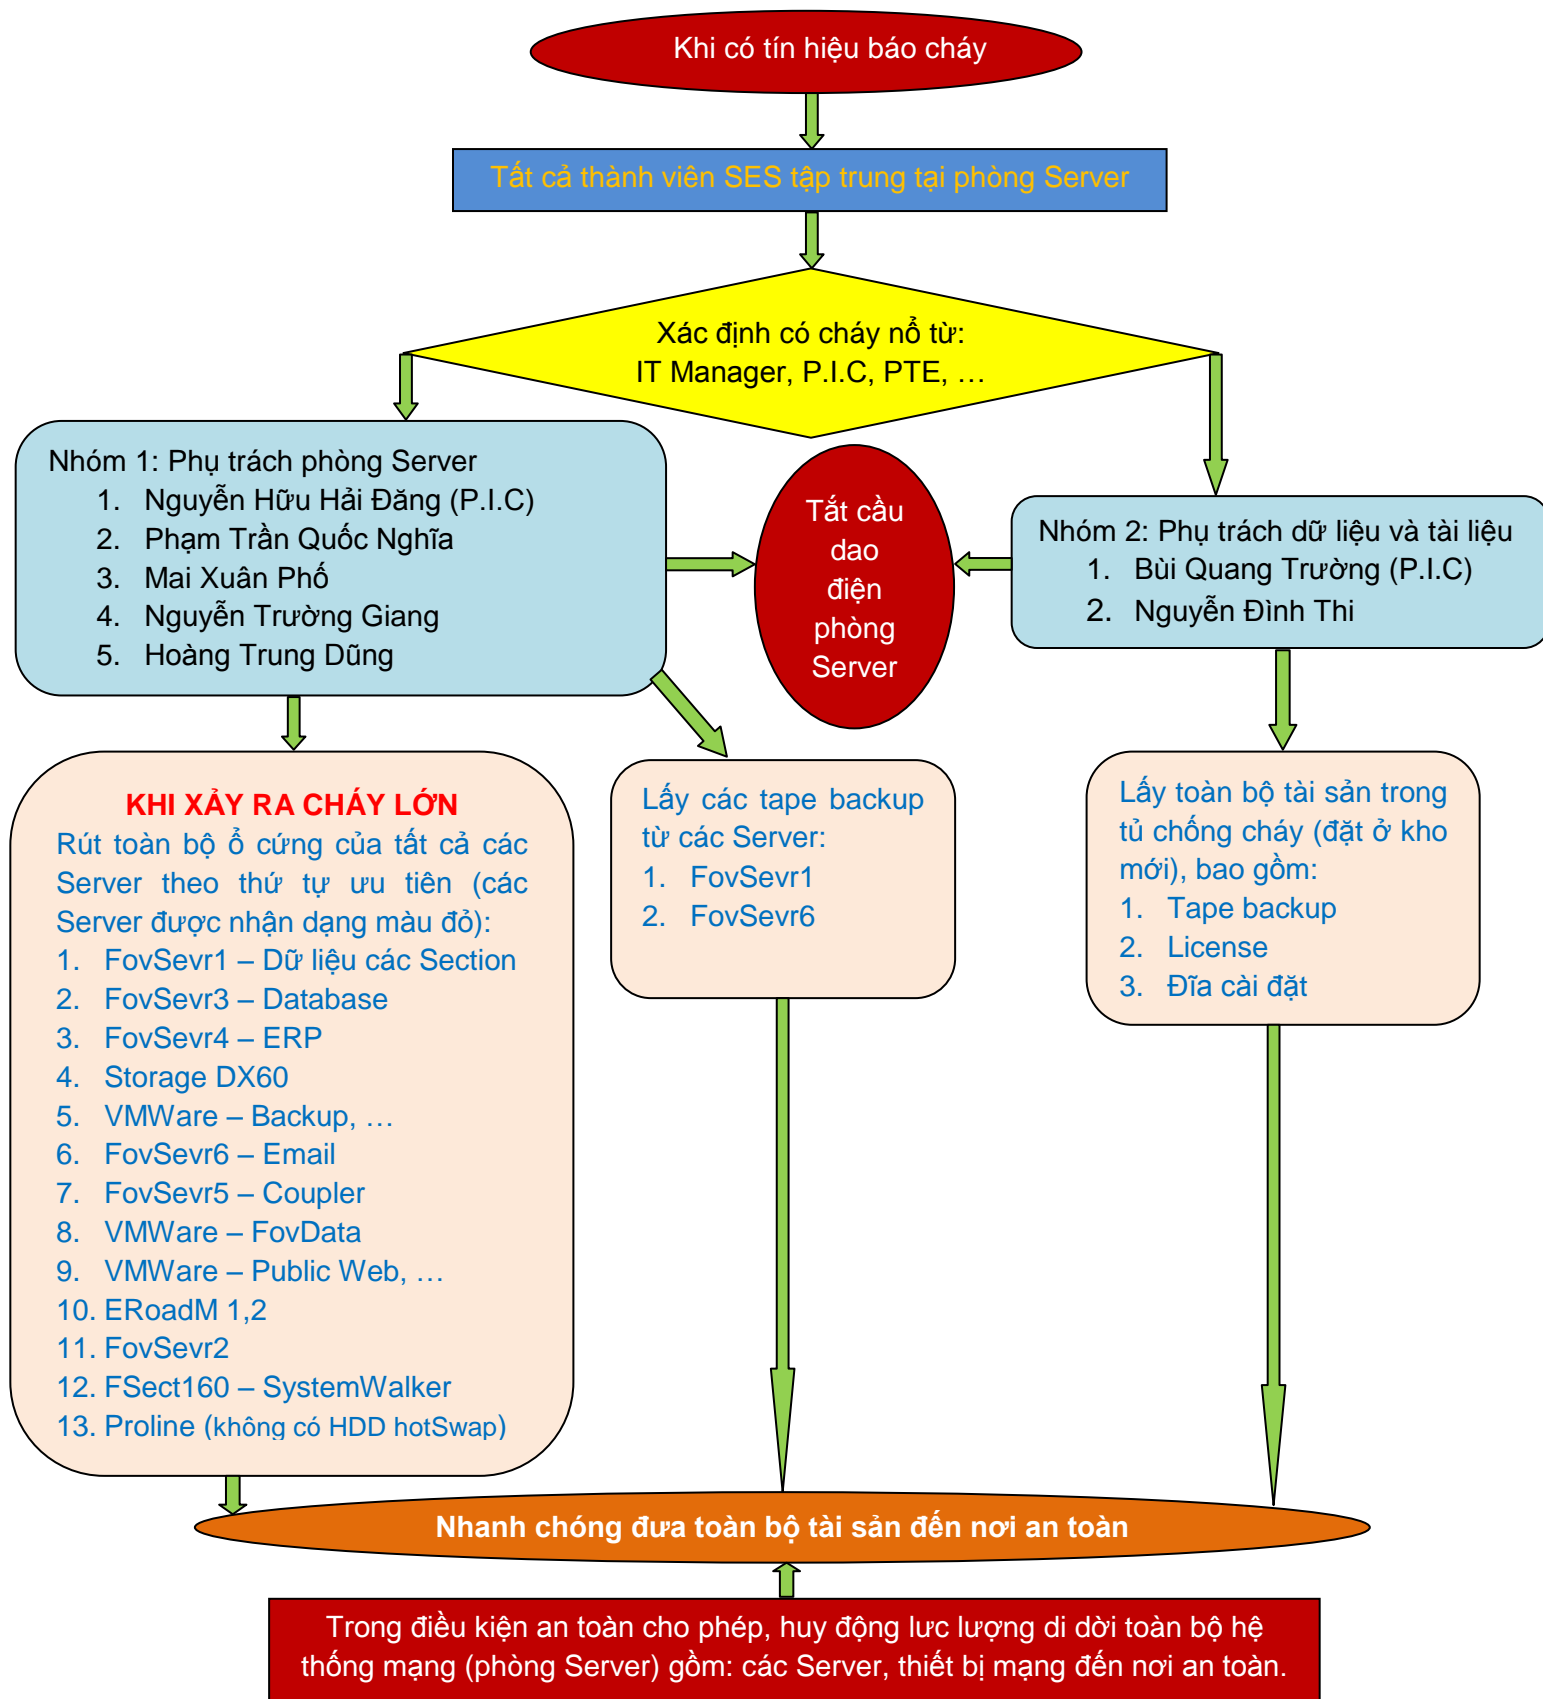 Khi có tín hiệu báo cháy
Tất cả thành viên SES tập trung tại phòng Server
Xác định có cháy nổ từ:
IT Manager, P.I.C, PTE, …
Nhóm 1: Phụ trách phòng Server
1. Nguyễn Hữu Hải Đăng (P.I.C)
2. Phạm Trần Quốc Nghĩa
3. Mai Xuân Phố
4. Nguyễn Trường Giang
5. Hoàng Trung Dũng
Tắt cầu
dao
điện
phòng
Server
Nhóm 2: Phụ trách dữ liệu và tài liệu
1. Bùi Quang Trường (P.I.C)
2. Nguyễn Đình Thi
KHI XẢY RA CHÁY LỚN
Rút toàn bộ ổ cứng của tất cả các
Server theo thứ tự ưu tiên (các
Server được nhận dạng màu đỏ):
1. FovSevr1 – Dữ liệu các Section
2. FovSevr3 – Database
3. FovSevr4 – ERP
4. Storage DX60
5. VMWare – Backup, …
6. FovSevr6 – Email
7. FovSevr5 – Coupler
8. VMWare – FovData
9. VMWare – Public Web, …
10. ERoadM 1,2
11. FovSevr2
12. FSect160 – SystemWalker
13. Proline (không có HDD hotSwap)
Lấy các tape backup
từ các Server:
1. FovSevr1
2. FovSevr6
Lấy toàn bộ tài sản trong
tủ chống cháy (đặt ở kho
mới), bao gồm:
1. Tape backup
2. License
3. Đĩa cài đặt
Nhanh chóng đưa toàn bộ tài sản đến nơi an toàn
Trong điều kiện an toàn cho phép, huy động lưc lượng di dời toàn bộ hệ
thống mạng (phòng Server) gồm: các Server, thiết bị mạng đến nơi an toàn.